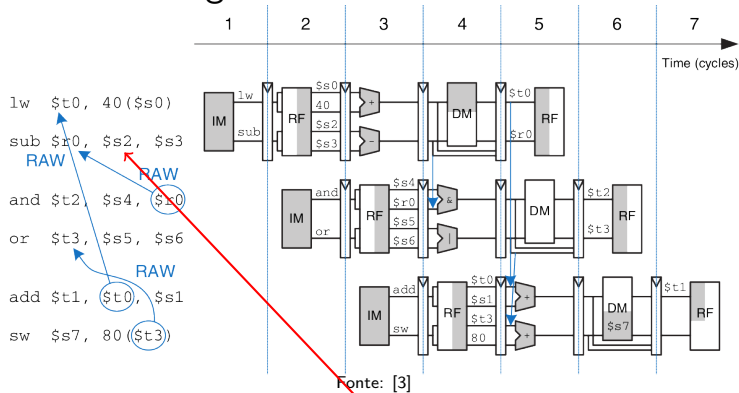 1 2 3 4 5 6 7
Time (cycles)
lw $t0, 40($s0)
sub $r0, $s2, $s3
RAW
RAW
and $t2, $s4, $r0
or $t3, $s5, $s6
RAW
add $t1, $t0, $s1
sw $s7, 80($t3)
IM
lw
sub
RF
$s0
40
$s2
$s3
+
-
DM
$t0
$r0
RF
IM
and
or
RF
$s4
$r0
$s5
$s6
&
|
DM
$t2
$t3
RF
IM
add
sw
RF
$t0
$s1
$t3
80
+
+
DM
$s7
$t1
RF
Fonte: [3]